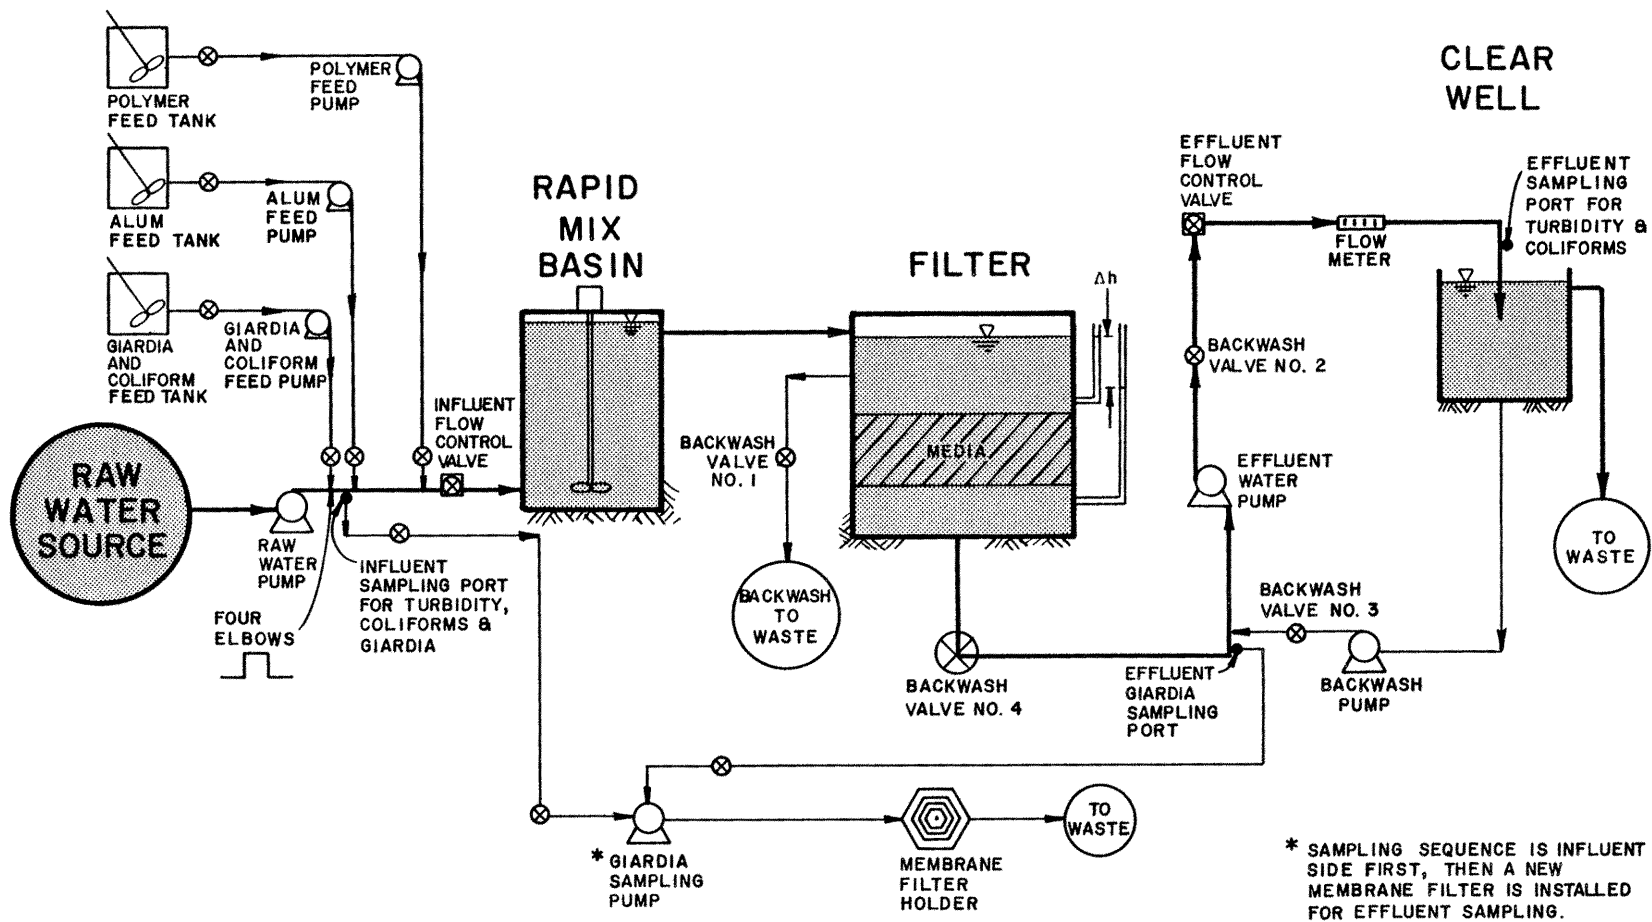 POLYMER
FEED TANK
POLYMER
FEED
PUMP
ALUM
FEED TANK
ALUM
FEED
PUMP
GIARDIA
AND
COLIFORM
FEED TANK
GIARDIA
AND
COLIFORM
FEED PUMP
RAW
WATER
SOURCE
RAW
WATER
PUMP
FOUR
ELBOWS
INFLUENT
SAMPLING PORT
FOR TURBIDITY,
COLIFORMS &
GIARDIA
INFLUENT
FLOW
CONTROL
VALVE
RAPID
MIX
BASIN
BACKWASH
VALVE
NO. 1
BACKWASH
TO
WASTE
FILTER
MEDIA
Δh
BACKWASH
VALVE NO. 4
EFFLUENT
GIARDIA
SAMPLING
PORT
EFFLUENT
WATER
PUMP
BACKWASH
VALVE NO. 2
EFFLUENT
FLOW
CONTROL
VALVE
FLOW
METER
CLEAR
WELL
EFFLUENT
SAMPLING
PORT FOR
TURBIDITY &
COLIFORMS
TO
WASTE
BACKWASH
VALVE NO. 3
BACKWASH
PUMP
* GIARDIA
SAMPLING
PUMP
MEMBRANE
FILTER
HOLDER
TO
WASTE
* SAMPLING SEQUENCE IS INFLUENT
SIDE FIRST, THEN A NEW
MEMBRANE FILTER IS INSTALLED
FOR EFFLUENT SAMPLING.